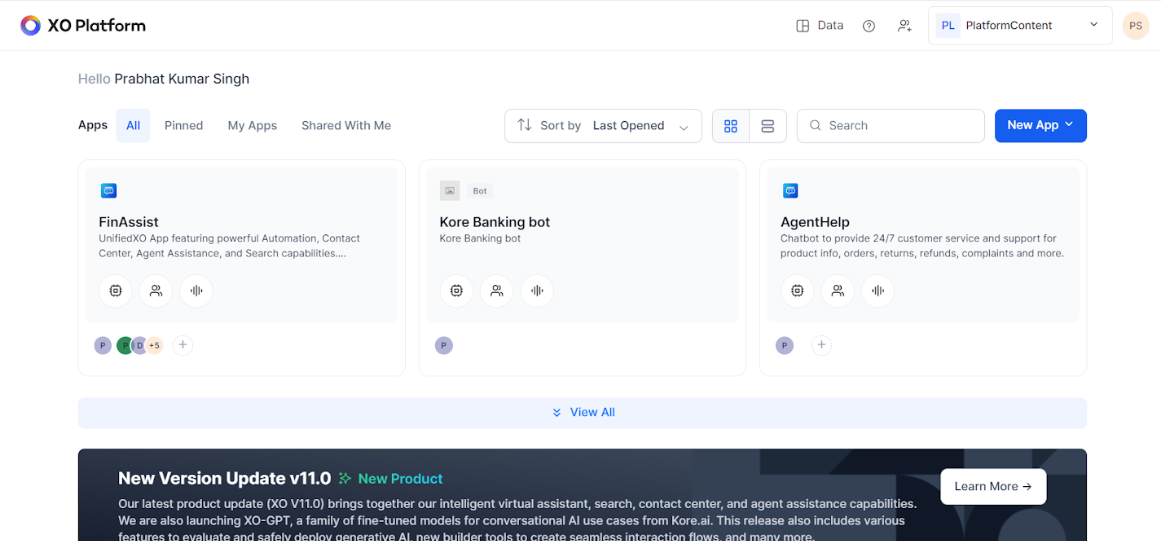 XO Platform
Data
PL PlatformContent
PS
Hello Prabhat Kumar Singh
Apps All Pinned My Apps Shared With Me
Sort by Last Opened
Search
New App
FinAssist
UnifiedXO App featuring powerful Automation, Contact
Center, Agent Assistance, and Search capabilities....
P P D +5 +
Bot
Kore Banking bot
Kore Banking bot
P
AgentHelp
Chatbot to provide 24/7 customer service and support for
product info, orders, returns, refunds, complaints and more.
P +
View All
New Version Update v11.0 New Product
Learn More →
Our latest product update (XO V11.0) brings together our intelligent virtual assistant, search, contact center, and agent assistance capabilities.
We are also launching XO-GPT, a family of fine-tuned models for conversational AI use cases from Kore.ai. This release also includes various
features to evaluate and safely deploy generative AI, new builder tools to create seamless interaction flows, and many more.